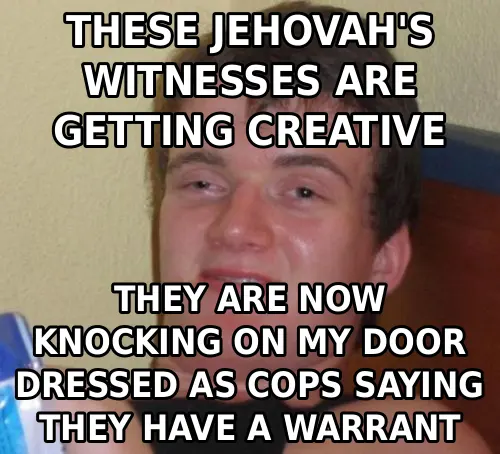 THESE JEHOVAH'S
WITNESSES ARE
GETTING CREATIVE
THEY ARE NOW
KNOCKING ON MY DOOR
DRESSED AS COPS SAYING
THEY HAVE A WARRANT